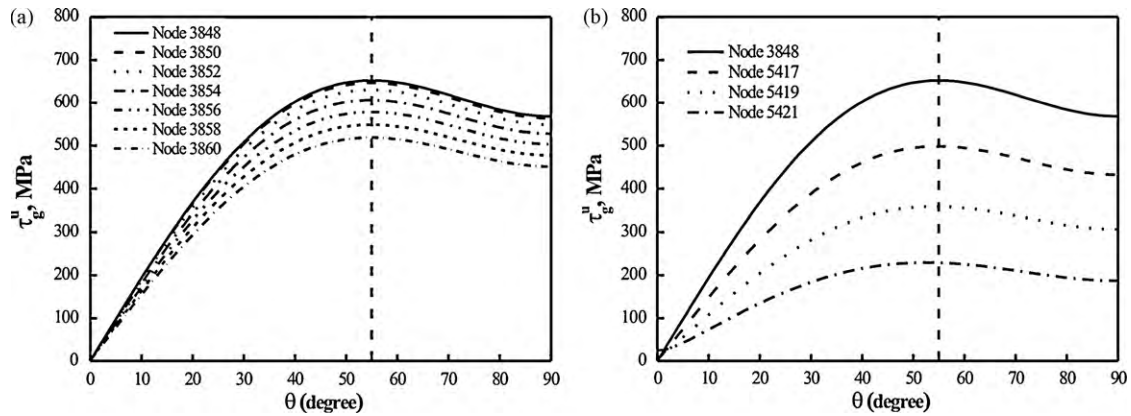 (a)
800
700
600
500
400
300
200
100
0
τ_g^u, MPa
Node 3848
Node 3850
Node 3852
Node 3854
Node 3856
Node 3858
Node 3860
0 10 20 30 40 50 60 70 80 90
θ (degree)
(b)
800
700
600
500
400
300
200
100
0
τ_g^u, MPa
Node 3848
Node 5417
Node 5419
Node 5421
0 10 20 30 40 50 60 70 80 90
θ (degree)